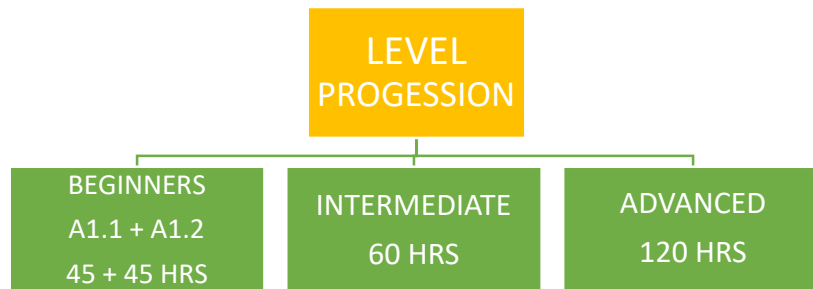 LEVEL
PROGESSION
BEGINNERS
A1.1 + A1.2
45 + 45 HRS
INTERMEDIATE
60 HRS
ADVANCED
120 HRS